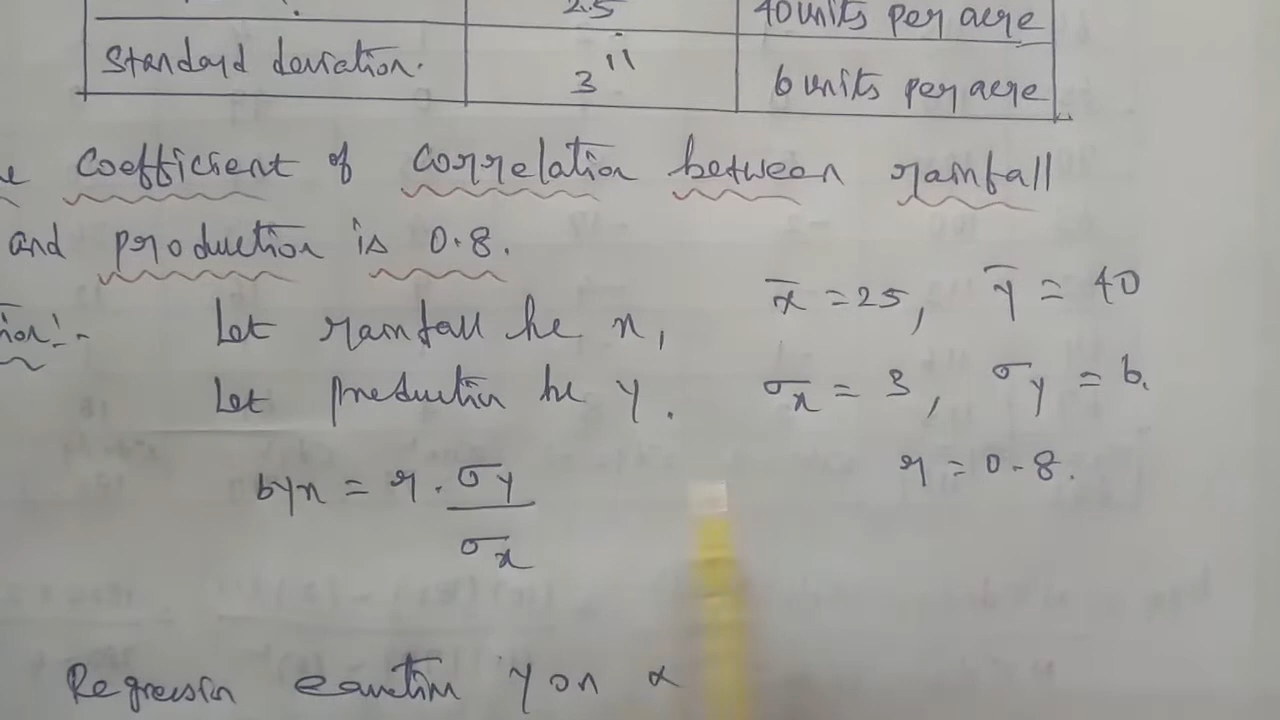 25 40 units per acre
Standard deviation. 3" 6 units per acre
Coefficient of correlation between rainfall
and production is 0.8.
x̄ = 25, ȳ = 40
Let rainfall be x,
Let production be y. σx = 3, σy = 6.
byx = r. σy / σx r = 0.8.
Regression equation y on x